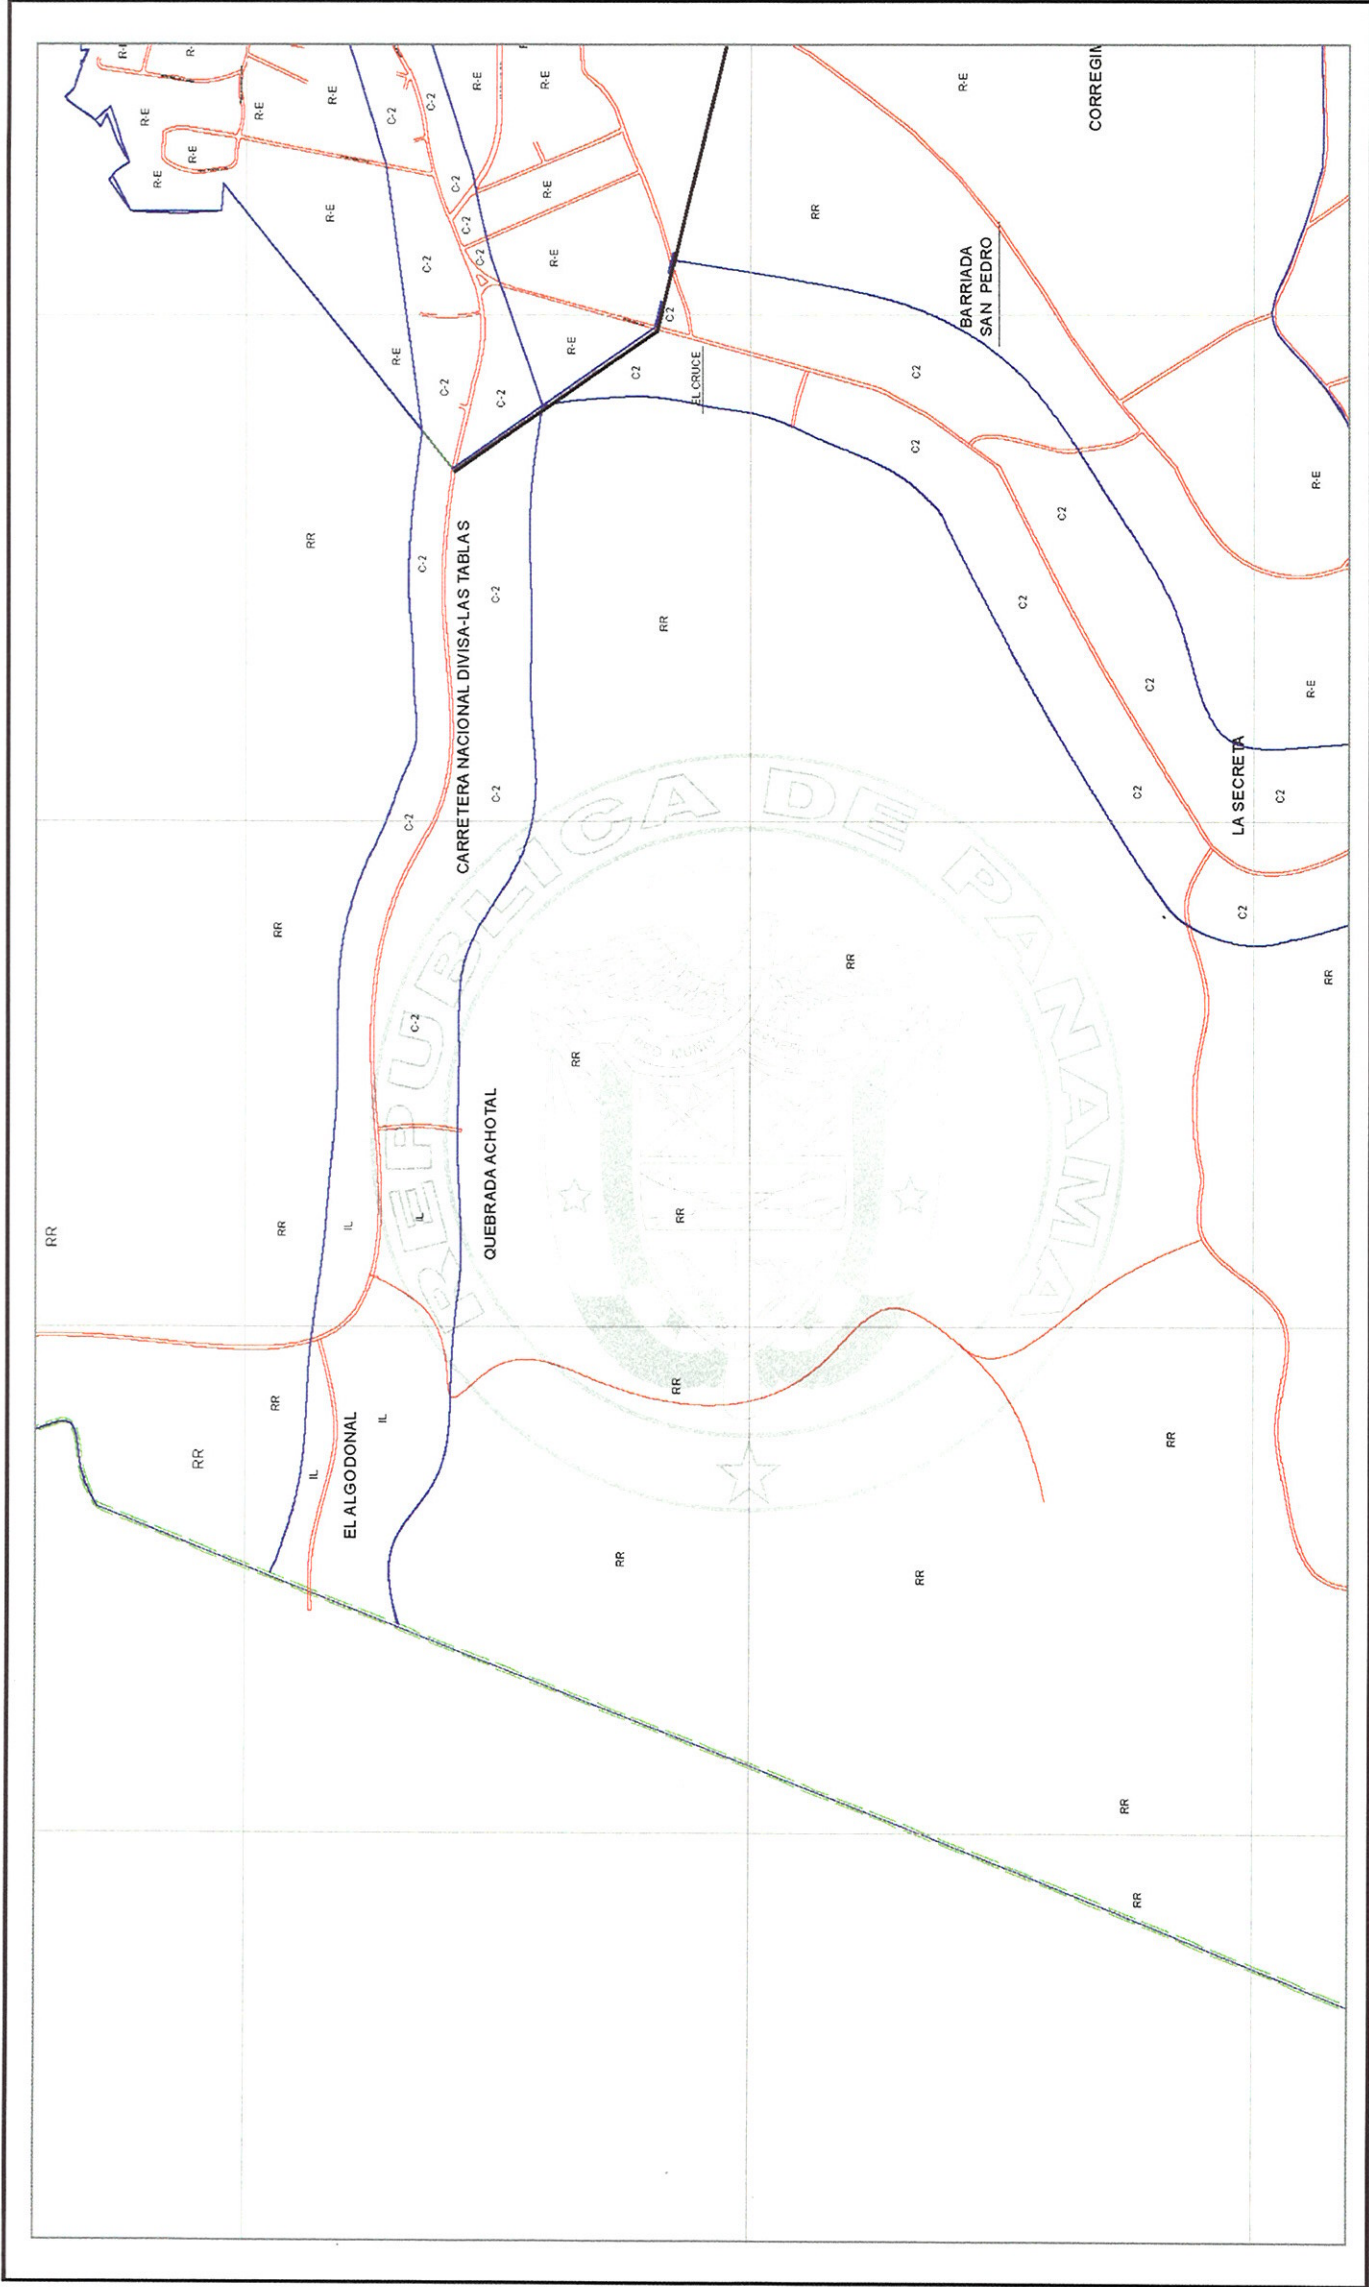 RR
R-
R-E
R-E
R-E
RR
R-E
RR
RR
RR
RR
IL
R-E
R-E
IL
EL ALGODONAL
IL
C-2
R-E
C-2
C-2
IL
C-2
C-2
C-2
C-2
C-2
CARRETERA NACIONAL DIVISA-LAS TABLAS
C-2
R-E
C-2
QUEBRADA ACHOTAL
C-2
C-2
C-2
R-E
R-E
R-E
R-E
RR
RR
C2
RR
C2
RR
RR
EL CRUCE
REPUBLICA DE PANAMA
RR
RR
C2
C2
RR
R-E
BARRIADA
SAN PEDRO
C2
C2
CORREGIN
RR
RR
C2
C2
RR
LA SECRETA
C2
C2
R-E
R-E
RR